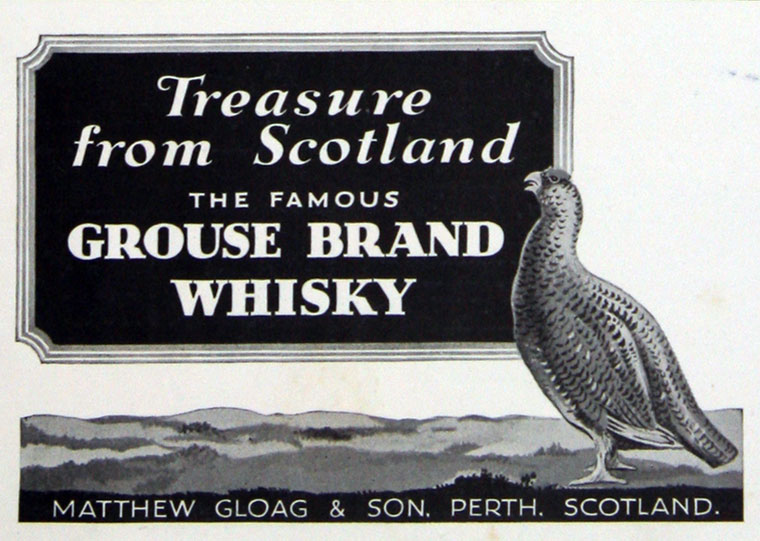 Treasure
from Scotland
THE FAMOUS
GROUSE BRAND
WHISKY
MATTHEW GLOAG & SON. PERTH. SCOTLAND.